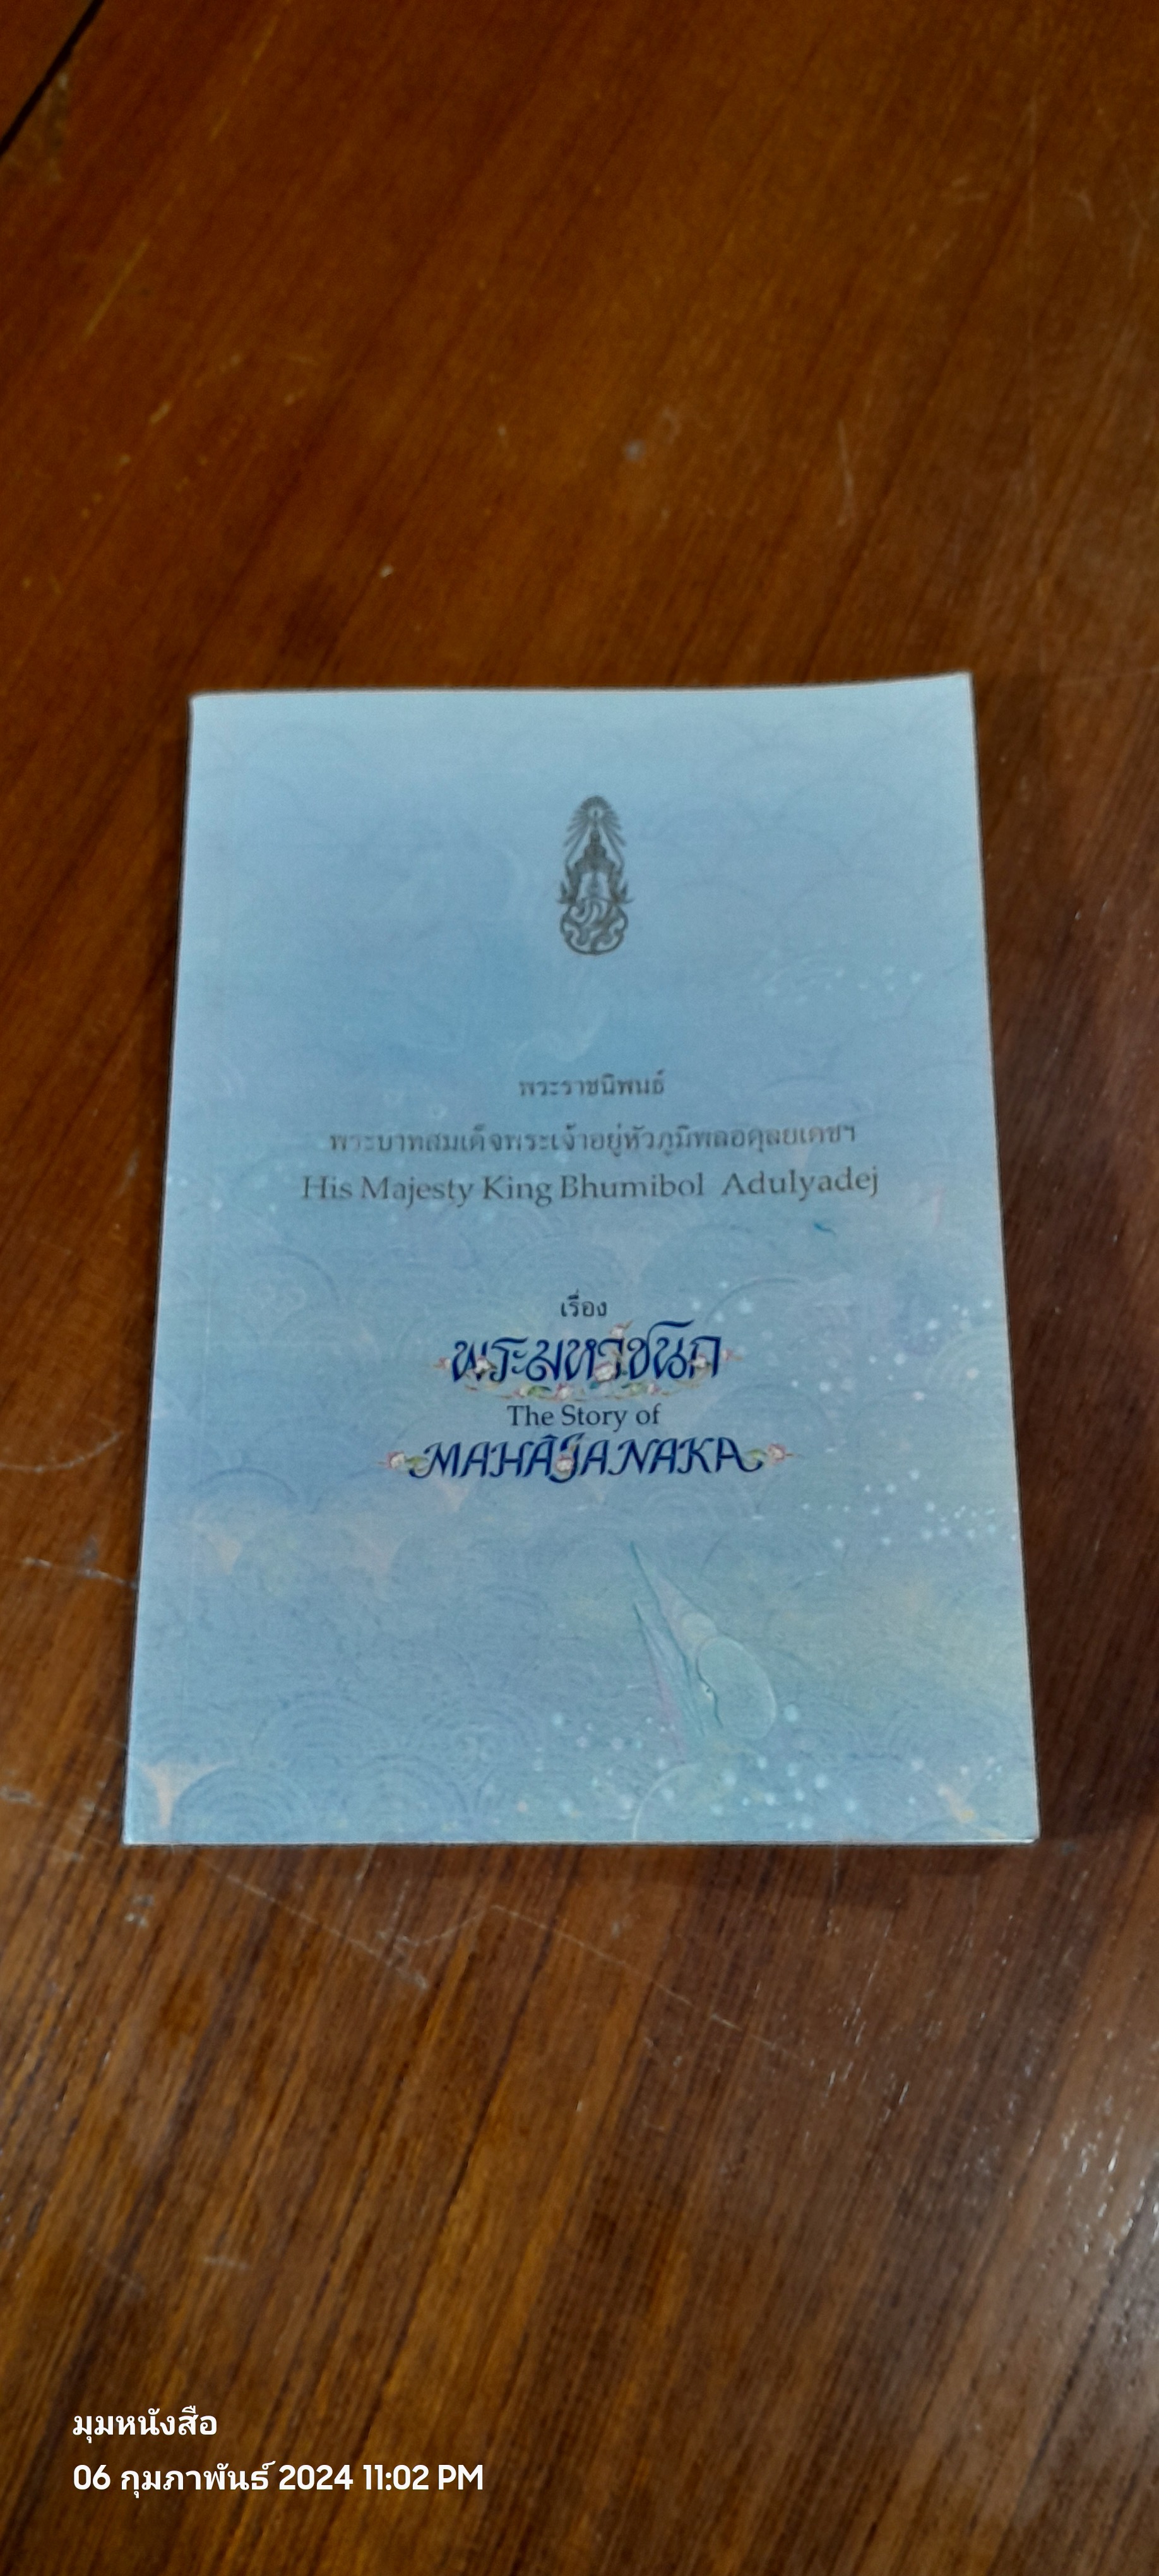 พระราชนิพนธ์
พระบาทสมเด็จพระเจ้าอยู่หัวภูมิพลอดุลยเดชฯ
His Majesty King Bhumibol Adulyadej
เรื่อง
พระมหาชนก
The Story of
MAHĀJANAKA
มุมหนังสือ
06 กุมภาพันธ์ 2024 11:02 PM